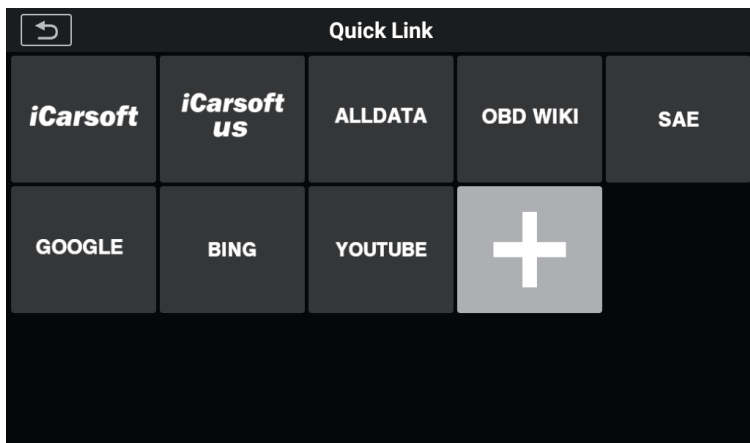 Quick Link
iCarsoft
iCarsoft
us
ALLDATA
OBD WIKI
SAE
GOOGLE
BING
YOUTUBE